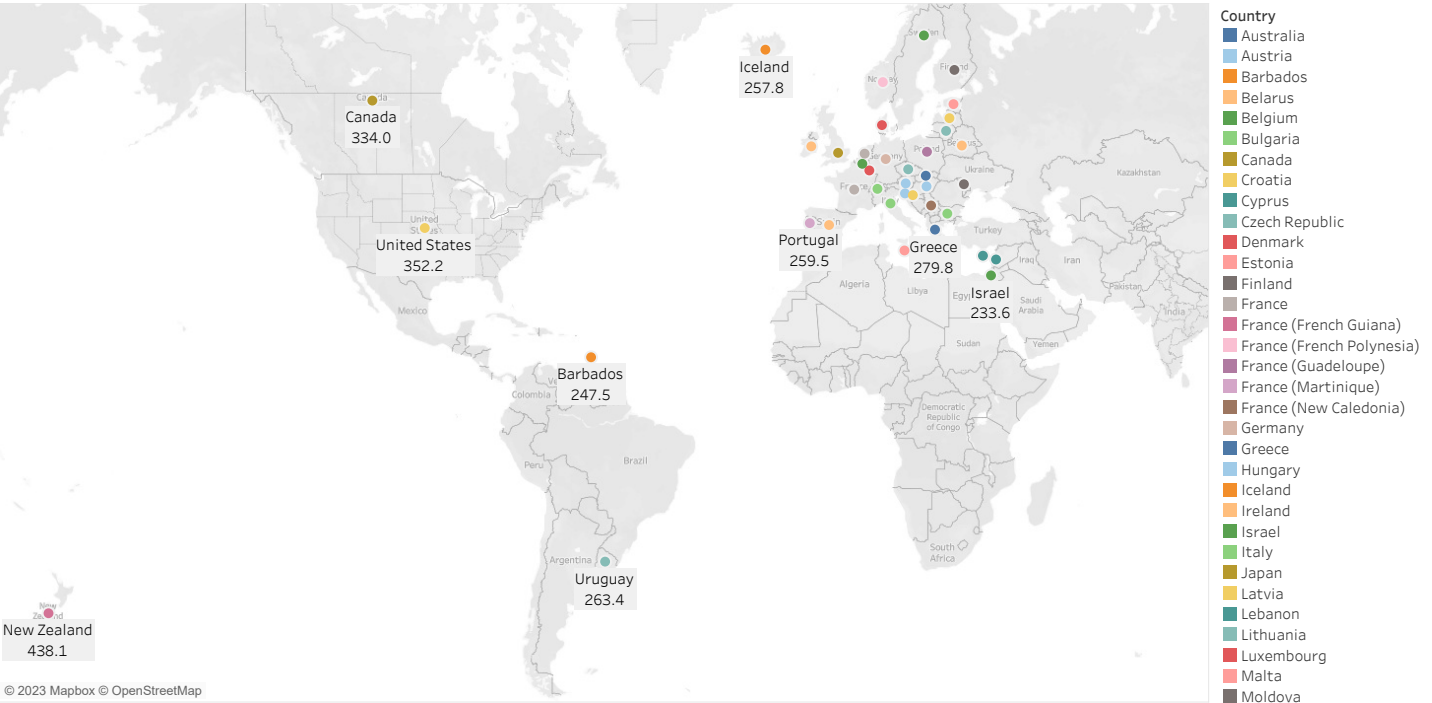 Iceland
257.8
Canada
334.0
United States
352.2
Portugal
259.5
Greece
279.8
Israel
233.6
Barbados
247.5
Uruguay
263.4
New Zealand
438.1
Ukraine
Kazakhstan
Turkey
Iraq
Iran
Pakistan
India
Algeria
Libya
Saudi
Arabia
Yemen
Sudan
Mexico
Colombia
Democratic
Republic
of Congo
Peru
Brazil
Argentina
South
Africa
United
© 2023 Mapbox © OpenStreetMap
Country
Australia
Austria
Barbados
Belarus
Belgium
Bulgaria
Canada
Croatia
Cyprus
Czech Republic
Denmark
Estonia
Finland
France
France (French Guiana)
France (French Polynesia)
France (Guadeloupe)
France (Martinique)
France (New Caledonia)
Germany
Greece
Hungary
Iceland
Ireland
Israel
Italy
Japan
Latvia
Lebanon
Lithuania
Luxembourg
Malta
Moldova